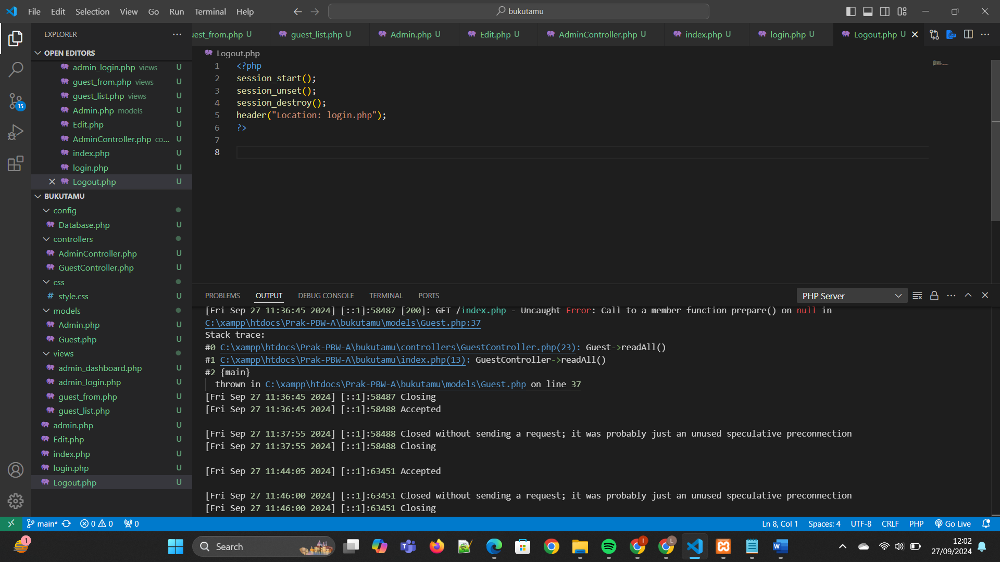 File Edit Selection View Go Run Terminal Help
bukutamu
EXPLORER
OPEN EDITORS
admin_login.php views U
guest_from.php views U
guest_list.php views U
Admin.php models U
Edit.php U
AdminController.php co... U
index.php U
login.php U
Logout.php U
BUKUTAMU
config
Database.php U
controllers
AdminController.php U
GuestController.php U
css
# style.css U
models
Admin.php U
Guest.php U
views
admin_dashboard.php U
admin_login.php U
guest_from.php U
guest_list.php U
admin.php U
Edit.php U
index.php U
login.php U
Logout.php U
15
uest_from.php U guest_list.php U Admin.php U Edit.php U AdminController.php U index.php U login.php U Logout.php U
Logout.php
1 <?php
2 session_start();
3 session_unset();
4 session_destroy();
5 header("Location: login.php");
6 ?>
7
8
PROBLEMS OUTPUT DEBUG CONSOLE TERMINAL PORTS PHP Server
[Fri Sep 27 11:36:45 2024] [::1]:58487 [200]: GET /index.php - Uncaught Error: Call to a member function prepare() on null in
C:\xampp\htdocs\Prak-PBW-A\bukutamu\models\Guest.php:37
Stack trace:
#0 C:\xampp\htdocs\Prak-PBW-A\bukutamu\controllers\GuestController.php(23): Guest->readAll()
#1 C:\xampp\htdocs\Prak-PBW-A\bukutamu\index.php(13): GuestController->readAll()
#2 {main}
thrown in C:\xampp\htdocs\Prak-PBW-A\bukutamu\models\Guest.php on line 37
[Fri Sep 27 11:36:45 2024] [::1]:58487 Closing
[Fri Sep 27 11:36:45 2024] [::1]:58488 Accepted
[Fri Sep 27 11:37:55 2024] [::1]:58488 Closed without sending a request; it was probably just an unused speculative preconnection
[Fri Sep 27 11:37:55 2024] [::1]:58488 Closing
[Fri Sep 27 11:44:05 2024] [::1]:63451 Accepted
[Fri Sep 27 11:46:00 2024] [::1]:63451 Closed without sending a request; it was probably just an unused speculative preconnection
[Fri Sep 27 11:46:00 2024] [::1]:63451 Closing
main* 0 0 0 Ln 8, Col 1 Spaces: 4 UTF-8 CRLF PHP Go Live
1
Search
12:02
27/09/2024